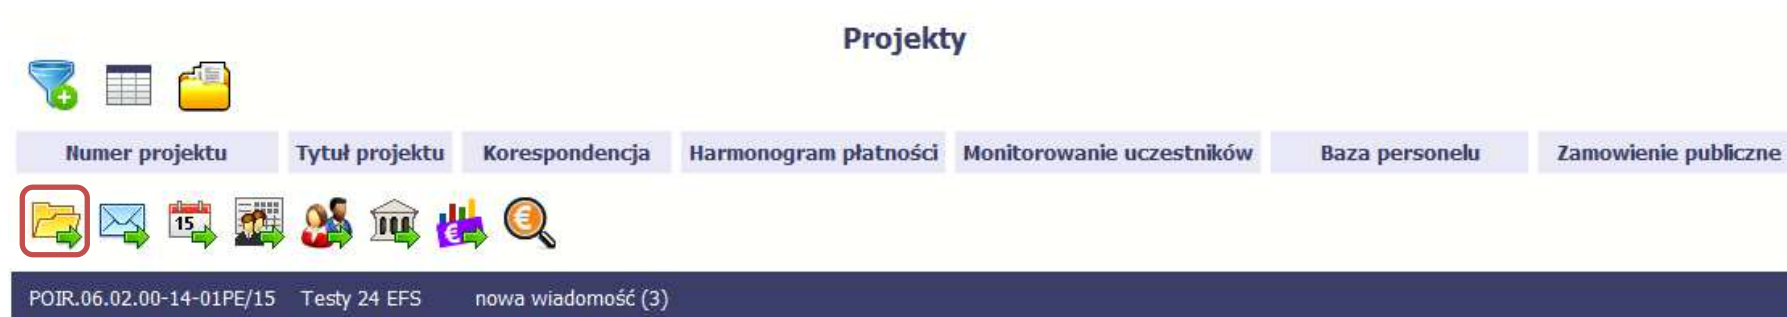 Projekty
Numer projektu Tytuł projektu Korespondencja Harmonogram płatności Monitorowanie uczestników Baza personelu Zamowienie publiczne
15
POIR.06.02.00-14-01PE/15 Testy 24 EFS nowa wiadomość (3)